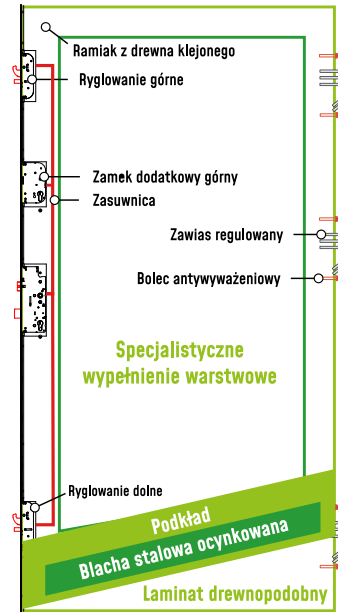 Ramiak z drewna klejonego
Ryglowanie górne
Zamek dodatkowy górny
Zasuwnica
Zawias regulowany
Bolec antywyważeniowy
Specjalistyczne
wypełnienie warstwowe
Ryglowanie dolne
Podkład
Blacha stalowa ocynkowana
Laminat drewnopodobny